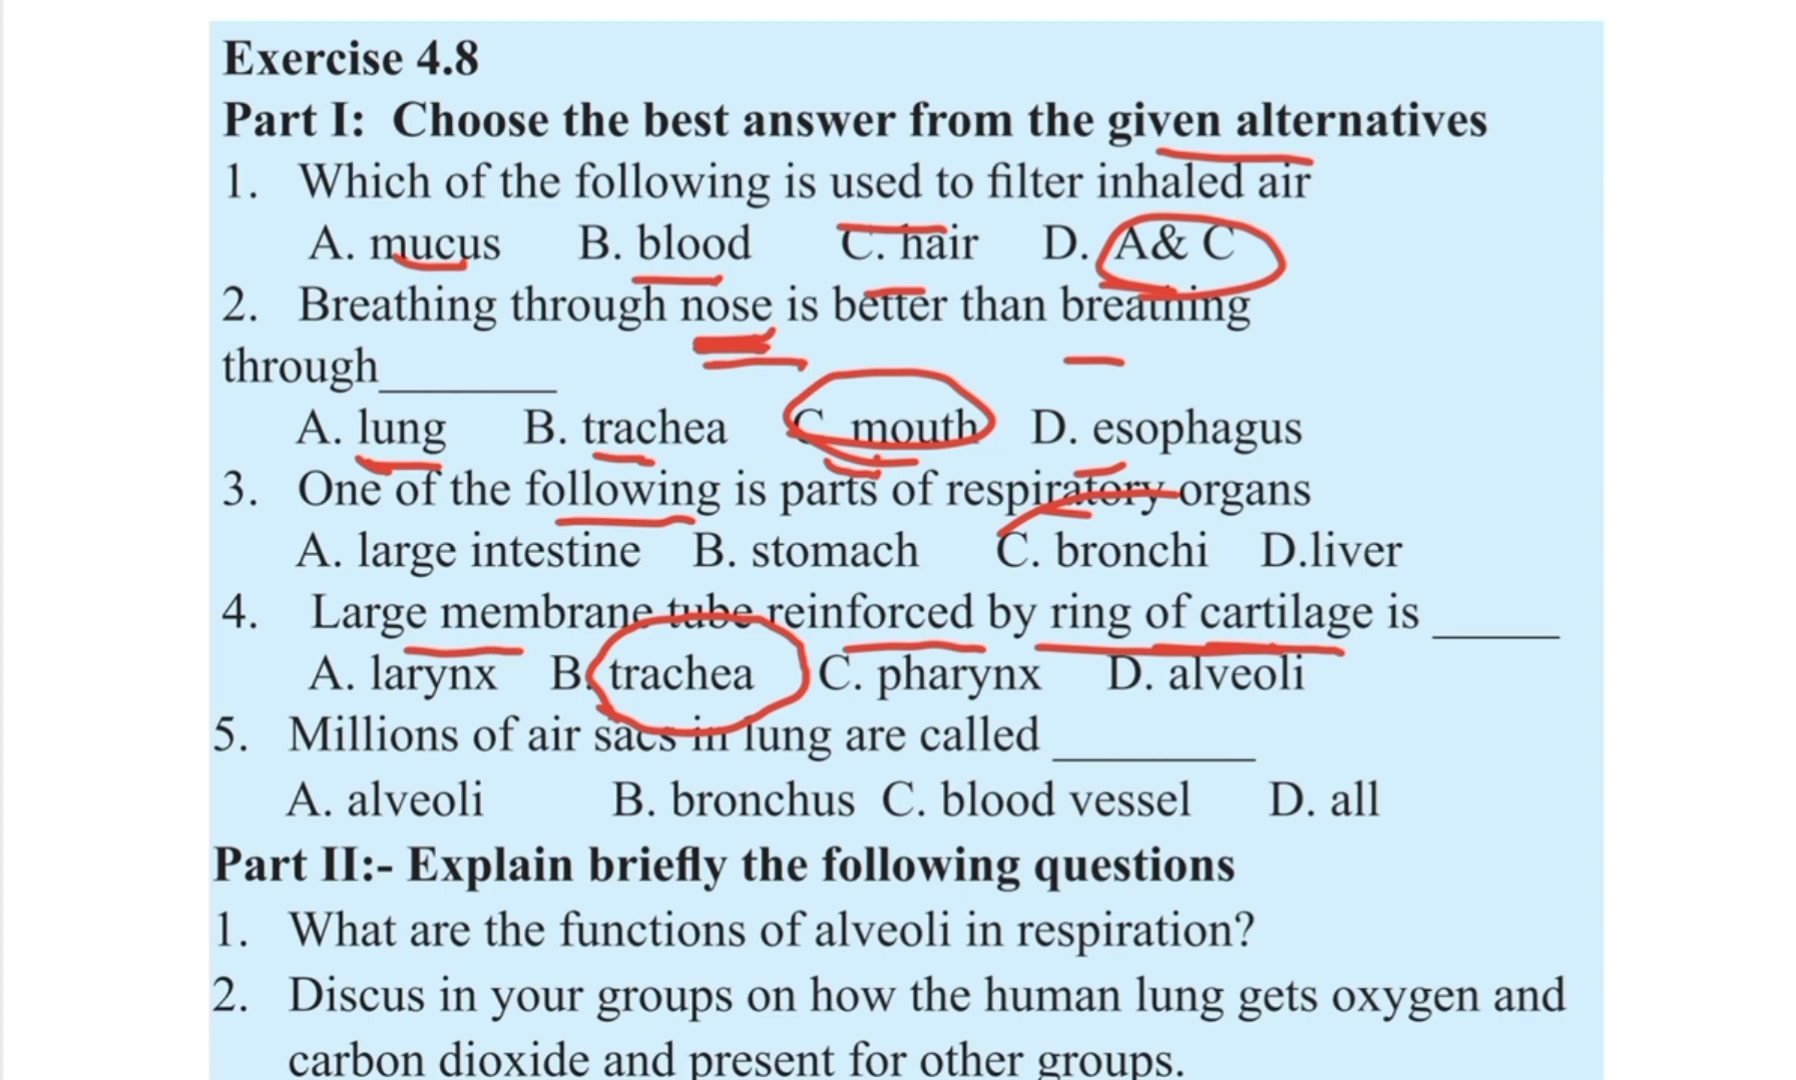 Exercise 4.8
Part I: Choose the best answer from the given alternatives
1. Which of the following is used to filter inhaled air
A. mucus B. blood C. hair D. A& C
2. Breathing through nose is better than breathing
through________
A. lung B. trachea C. mouth D. esophagus
3. One of the following is parts of respiratory organs
A. large intestine B. stomach C. bronchi D.liver
4. Large membrane tube reinforced by ring of cartilage is ______
A. larynx B. trachea C. pharynx D. alveoli
5. Millions of air sacs in lung are called _________
A. alveoli B. bronchus C. blood vessel D. all
Part II:- Explain briefly the following questions
1. What are the functions of alveoli in respiration?
2. Discus in your groups on how the human lung gets oxygen and
carbon dioxide and present for other groups.